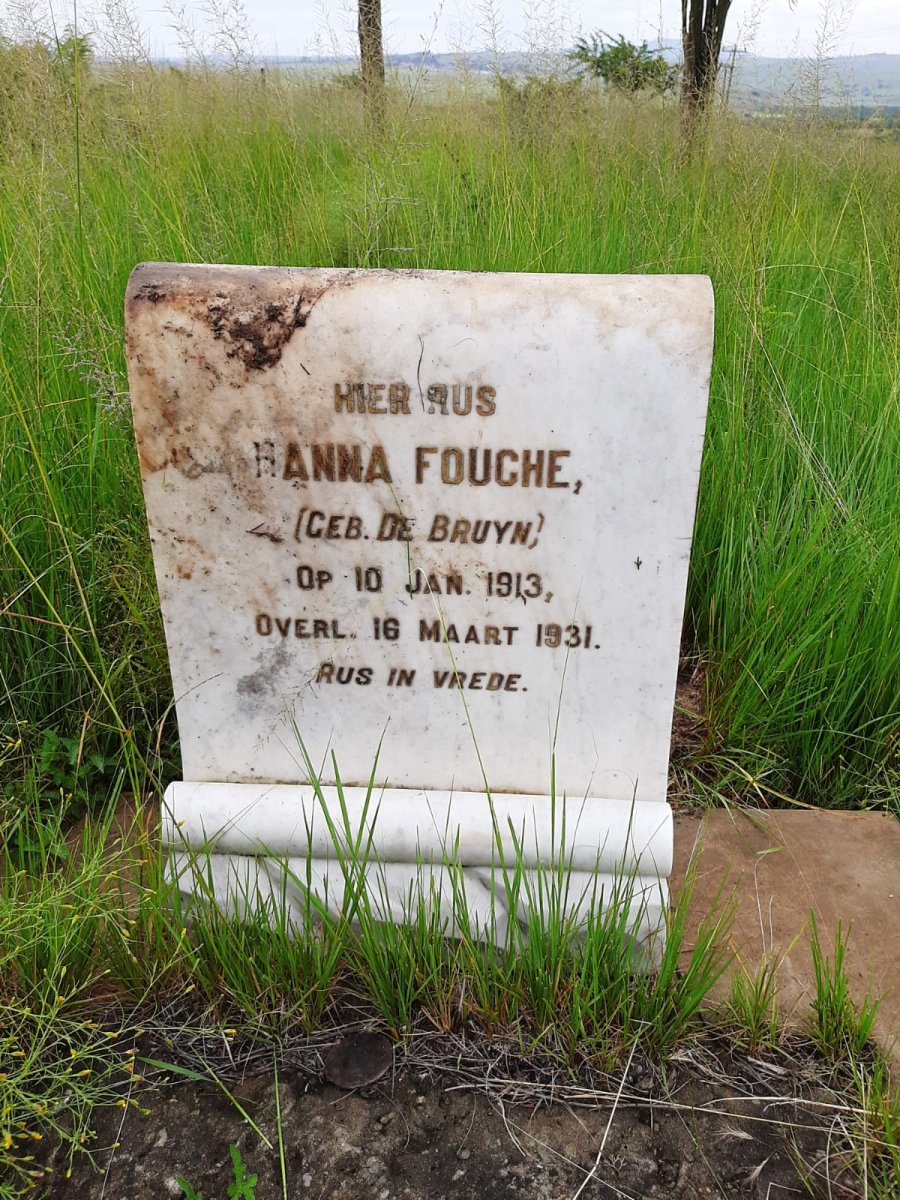 HIER RUS
HANNA FOUCHE,
(GEB. DE BRUYN)
OP 10 JAN. 1913,
OVERL. 16 MAART 1931.
RUS IN VREDE.